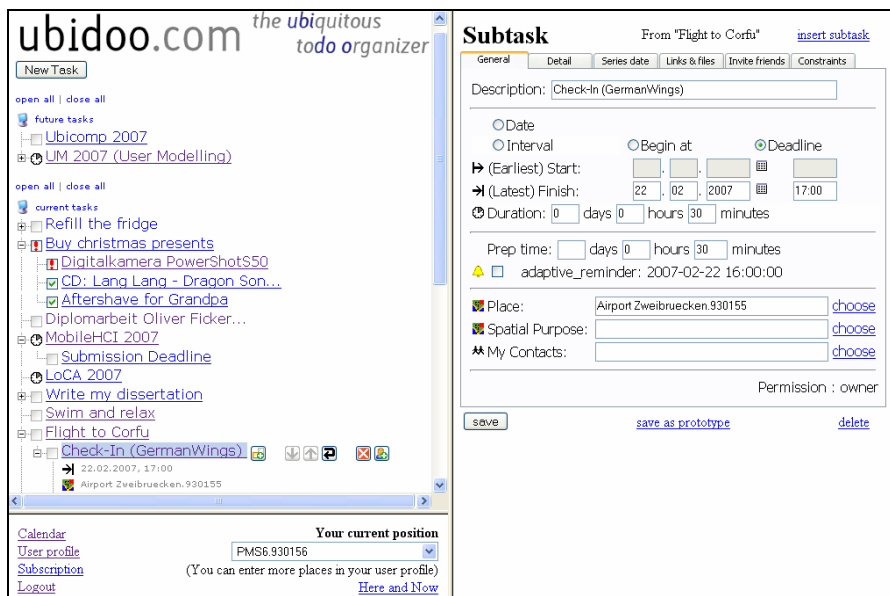 ubidoo.com the ubiquitous
todo organizer
New Task
open all | close all
future tasks
Ubicomp 2007
UM 2007 (User Modelling)
open all | close all
current tasks
Refill the fridge
Buy christmas presents
Digitalkamera PowerShotS50
CD: Lang Lang - Dragon Son...
Aftershave for Grandpa
Diplomarbeit Oliver Ficker...
MobileHCI 2007
Submission Deadline
LoCA 2007
Write my dissertation
Swim and relax
Flight to Corfu
Check-In (GermanWings)
22.02.2007, 17:00
Airport Zweibruecken.930155
Calendar
User profile
Subscription
Logout
Your current position
PMS6.930156
(You can enter more places in your user profile)
Here and Now
Subtask From "Flight to Corfu" insert subtask
General Detail Series date Links & files Invite friends Constraints
Description: Check-In (GermanWings)
Date
Interval Begin at Deadline
(Earliest) Start: . .
(Latest) Finish: 22 . 02 . 2007 17:00
Duration: 0 days 0 hours 30 minutes
Prep time: days 0 hours 30 minutes
adaptive_reminder: 2007-02-22 16:00:00
Place: Airport Zweibruecken.930155 choose
Spatial Purpose: choose
My Contacts: choose
Permission : owner
save save as prototype delete